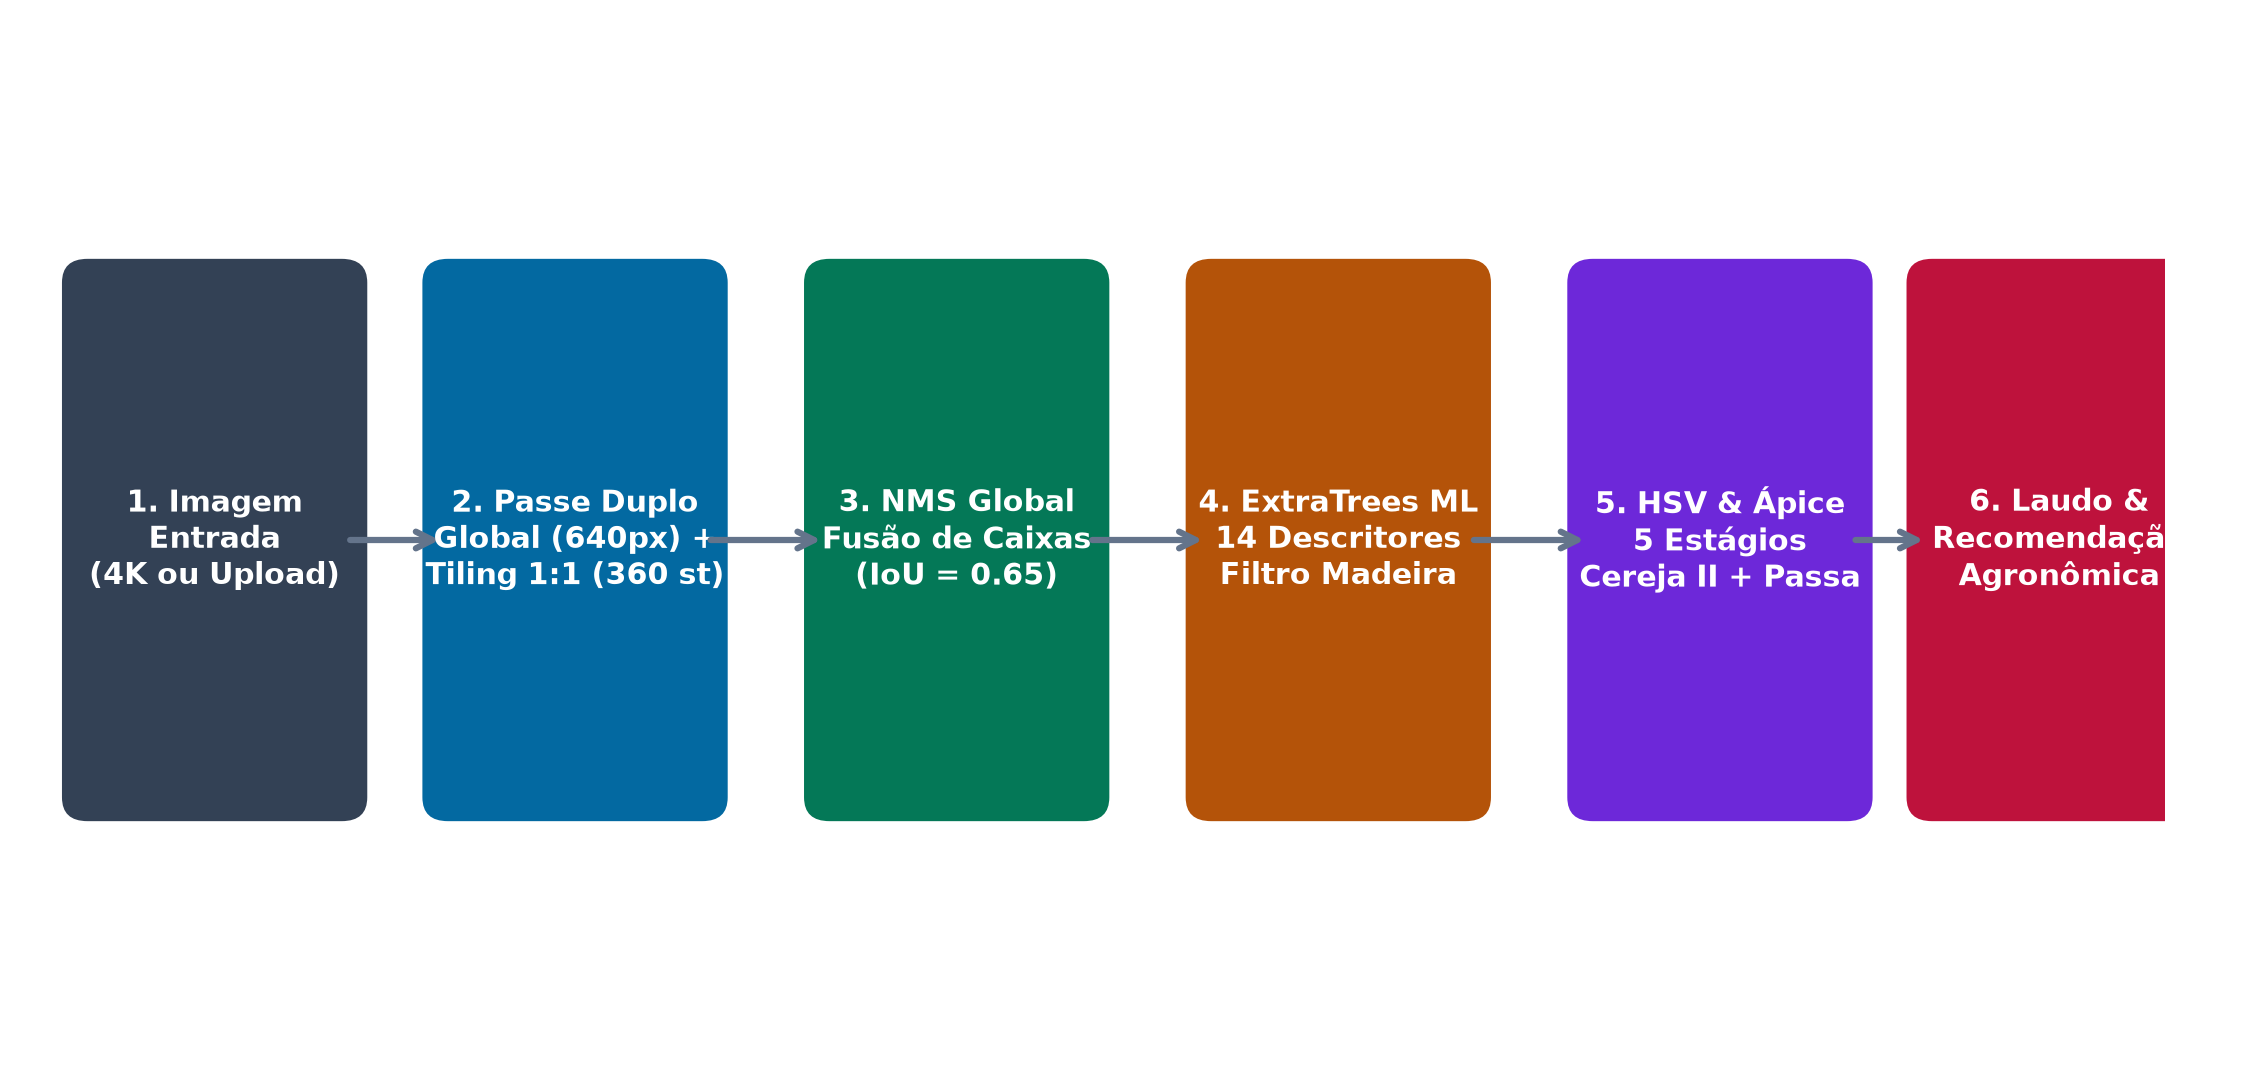 1. Imagem
Entrada
(4K ou Upload)
2. Passe Duplo
Global (640px) +
Tiling 1:1 (360 st)
3. NMS Global
Fusão de Caixas
(IoU = 0.65)
4. ExtraTrees ML
14 Descritores
Filtro Madeira
5. HSV & Ápice
5 Estágios
Cereja II + Passa
6. Laudo &
Recomendaçã
Agronômica